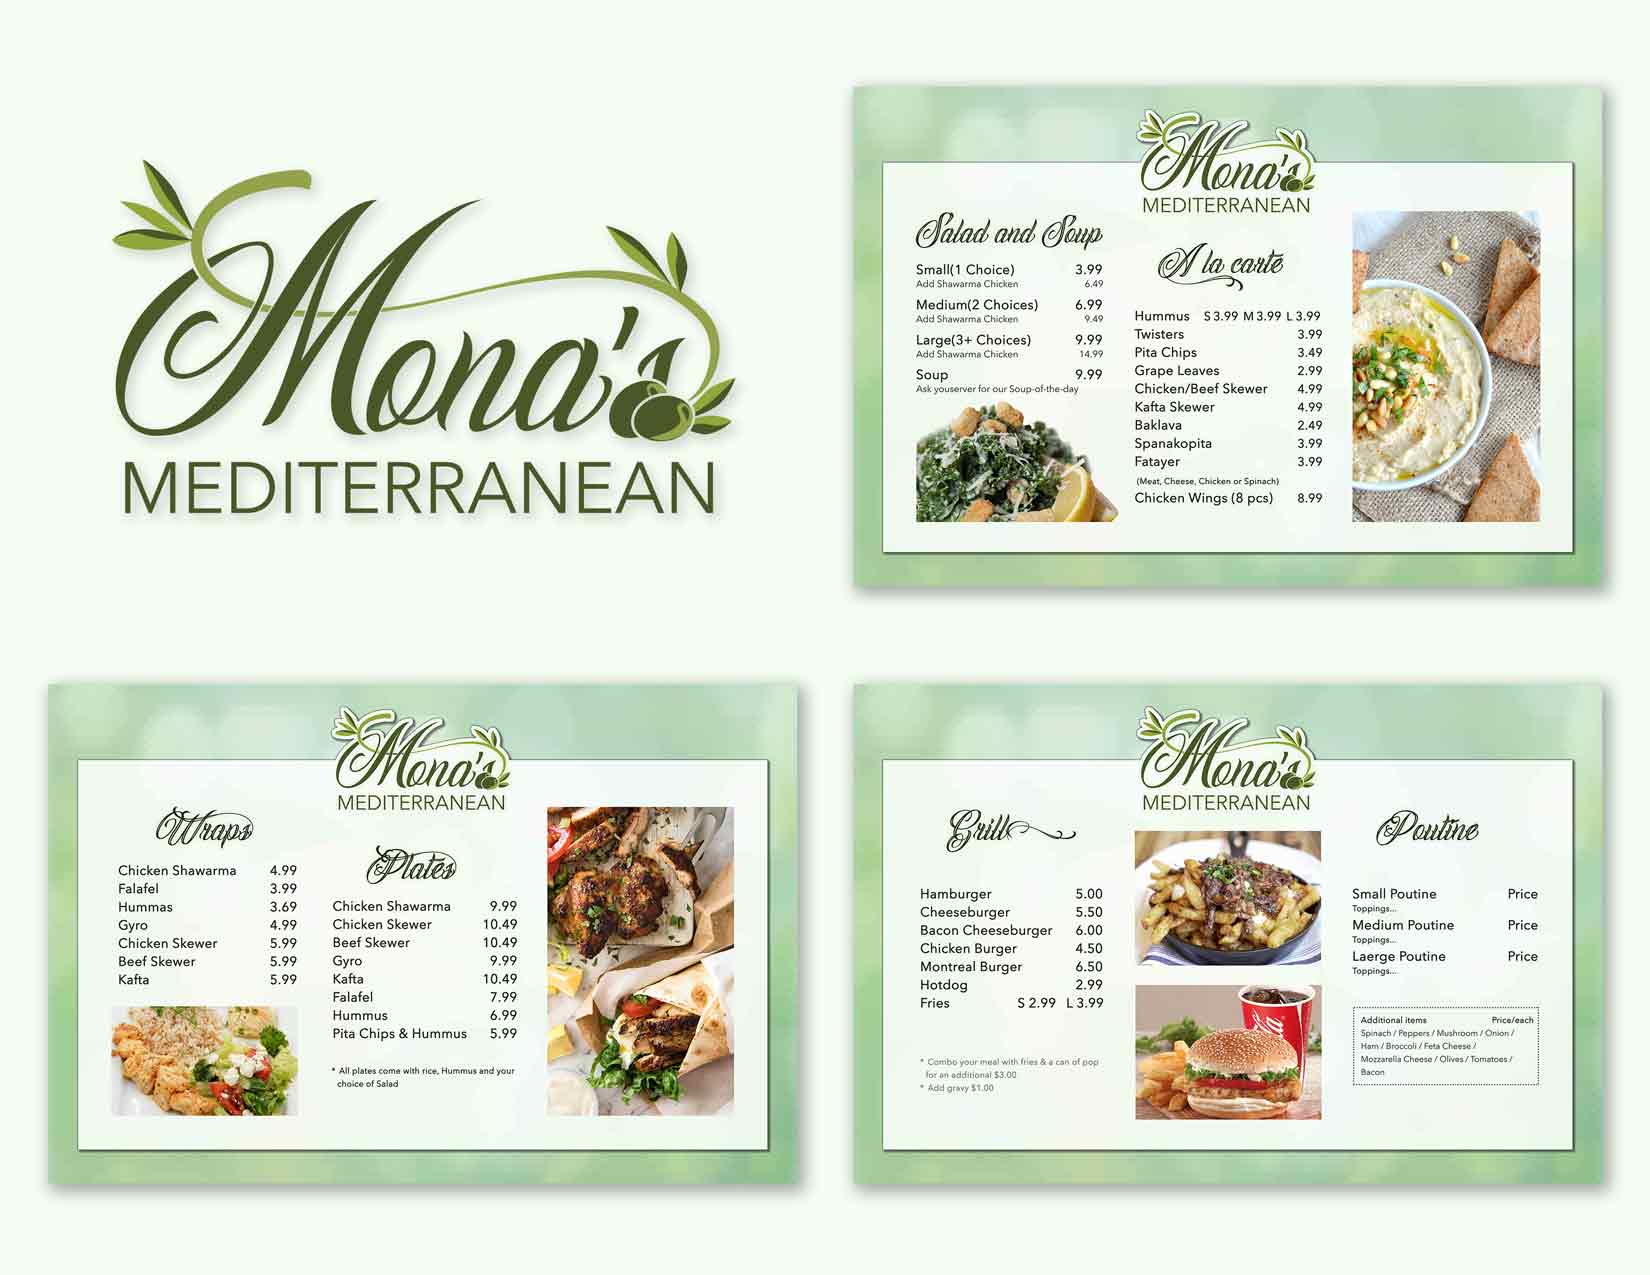 Mona's
MEDITERRANEAN
Mona's
MEDITERRANEAN
Salad and Soup
Small(1 Choice) 3.99
Add Shawarma Chicken 6.49
Medium(2 Choices) 6.99
Add Shawarma Chicken 9.49
Large(3+ Choices) 9.99
Add Shawarma Chicken 14.99
Soup 9.99
Ask youserver for our Soup-of-the-day
A la carte
Hummus S 3.99 M 3.99 L 3.99
Twisters 3.99
Pita Chips 3.49
Grape Leaves 2.99
Chicken/Beef Skewer 4.99
Kafta Skewer 4.99
Baklava 2.49
Spanakopita 3.99
Fatayer 3.99
(Meat, Cheese, Chicken or Spinach)
Chicken Wings (8 pcs) 8.99
Mona's
MEDITERRANEAN
Wraps
Chicken Shawarma 4.99
Falafel 3.99
Hummas 3.69
Gyro 4.99
Chicken Skewer 5.99
Beef Skewer 5.99
Kafta 5.99
Plates
Chicken Shawarma 9.99
Chicken Skewer 10.49
Beef Skewer 10.49
Gyro 9.99
Kafta 10.49
Falafel 7.99
Hummus 6.99
Pita Chips & Hummus 5.99
* All plates come with rice, Hummus and your
choice of Salad
Mona's
MEDITERRANEAN
Grill
Hamburger 5.00
Cheeseburger 5.50
Bacon Cheeseburger 6.00
Chicken Burger 4.50
Montreal Burger 6.50
Hotdog 2.99
Fries S 2.99 L 3.99
* Combo your meal with fries & a can of pop
for an additional $3.00
* Add gravy $1.00
Poutine
Small Poutine Price
Toppings...
Medium Poutine Price
Toppings...
Laerge Poutine Price
Toppings...
Additional items Price/each
Spinach / Peppers / Mushroom / Onion /
Ham / Broccoli / Feta Cheese /
Mozzarella Cheese / Olives / Tomatoes /
Bacon